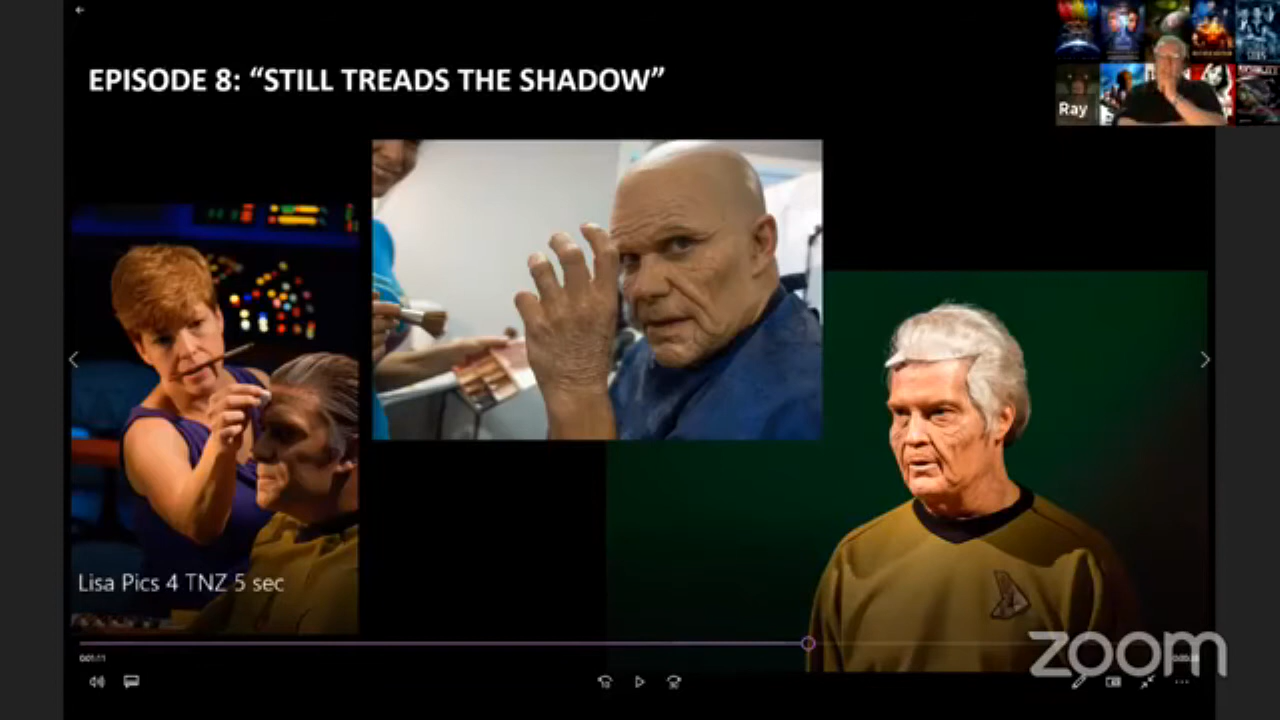 EPISODE 8: “STILL TREADS THE SHADOW”
Ray
Lisa Pics 4 TNZ 5 sec
zoom